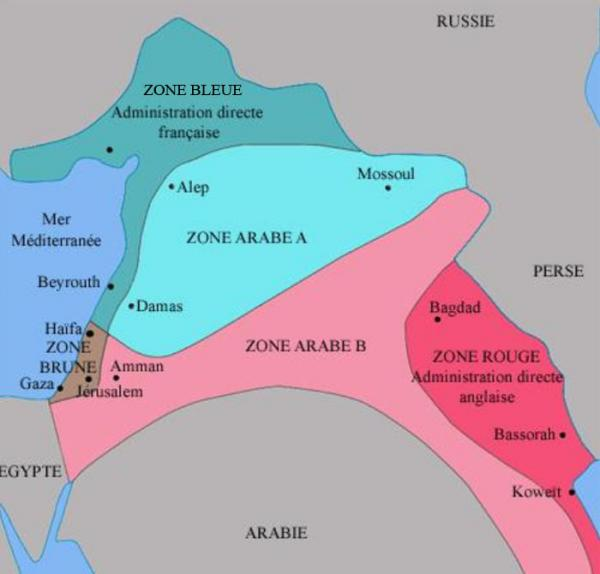 RUSSIE
ZONE BLEUE
Administration directe
française
Mossoul
Alep
Mer
Méditerranée
ZONE ARABE A
PERSE
Beyrouth
Damas
Bagdad
Haïfa
ZONE
BRUNE
ZONE ARABE B
ZONE ROUGE
Administration directe
anglaise
Amman
Gaza
Jérusalem
Bassorah
EGYPTE
Koweït
ARABIE